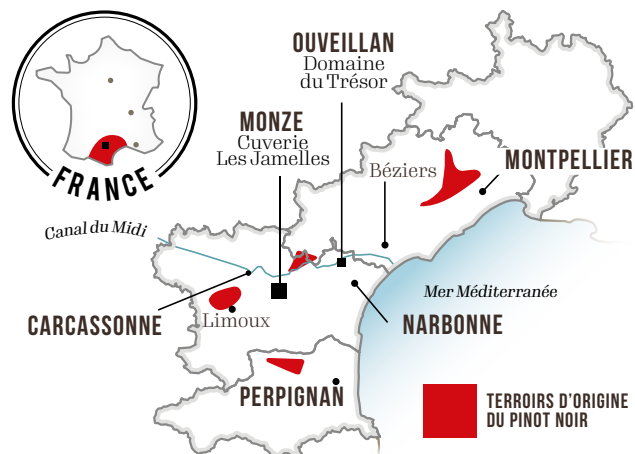 FRANCE
OUVEILLAN
Domaine
du Trésor
MONZE
Cuverie
Les Jamelles
Béziers
MONTPELLIER
Canal du Midi
Mer Méditerranée
CARCASSONNE
Limoux
NARBONNE
PERPIGNAN
TERROIRS D'ORIGINE
DU PINOT NOIR